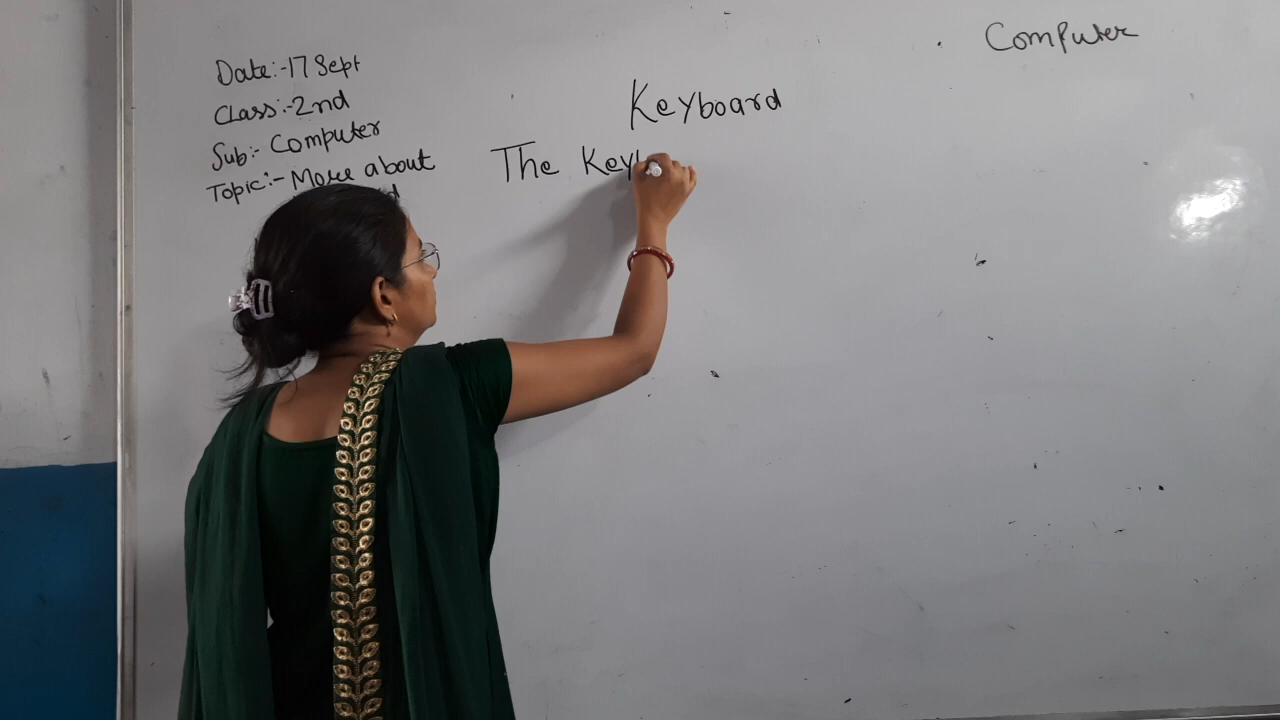 Date:-17 Sept
Class:-2nd
Sub:- Computer
Topic:- More about
Computer
Keyboard
The Key